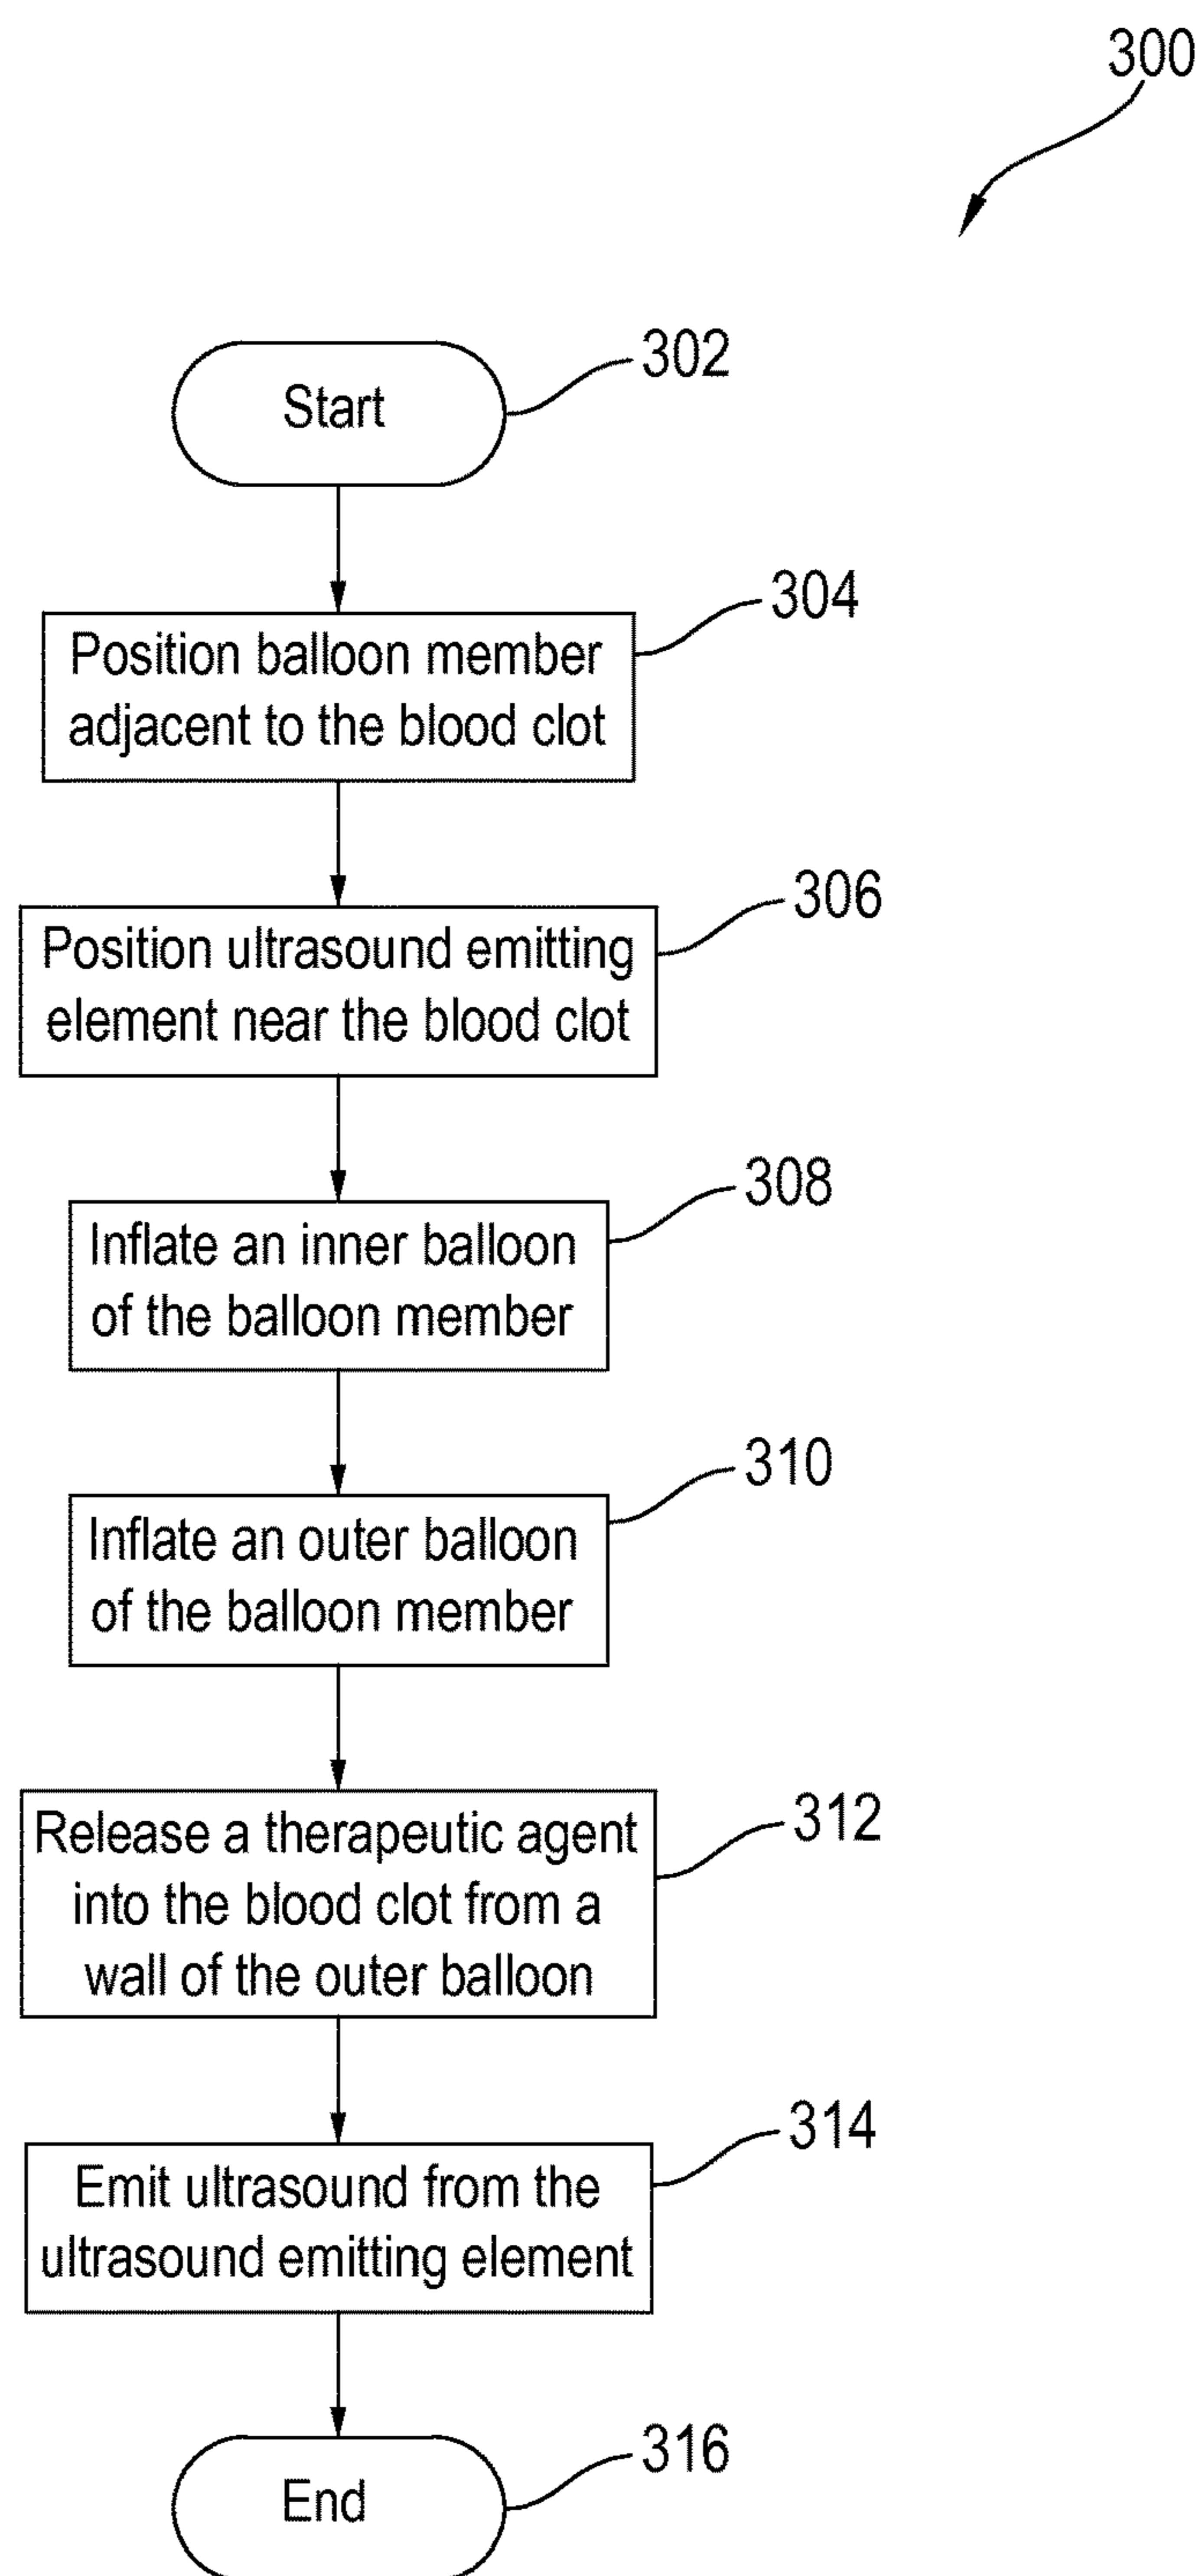 300
Start
302
Position balloon member
adjacent to the blood clot
304
Position ultrasound emitting
element near the blood clot
306
Inflate an inner balloon
of the balloon member
308
Inflate an outer balloon
of the balloon member
310
Release a therapeutic agent
into the blood clot from a
wall of the outer balloon
312
Emit ultrasound from the
ultrasound emitting element
314
End
316